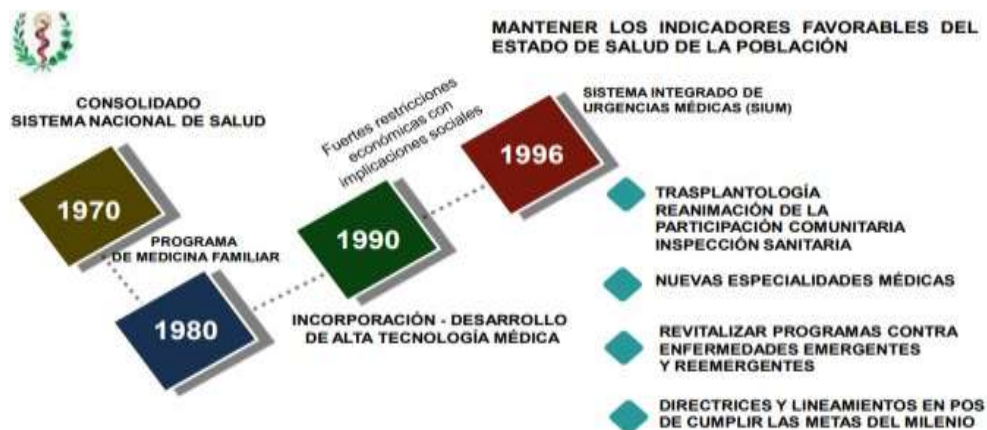 MANTENER LOS INDICADORES FAVORABLES DEL
ESTADO DE SALUD DE LA POBLACIÓN
CONSOLIDADO
SISTEMA NACIONAL DE SALUD
1970
PROGRAMA
DE MEDICINA FAMILIAR
1980
Fuertes restricciones
económicas con
implicaciones sociales
1990
INCORPORACIÓN - DESARROLLO
DE ALTA TECNOLOGÍA MÉDICA
1996
SISTEMA INTEGRADO DE
URGENCIAS MÉDICAS (SIUM)
TRASPLANTOLOGÍA
REANIMACIÓN DE LA
PARTICIPACIÓN COMUNITARIA
INSPECCIÓN SANITARIA
NUEVAS ESPECIALIDADES MÉDICAS
REVITALIZAR PROGRAMAS CONTRA
ENFERMEDADES EMERGENTES
Y REEMERGENTES
DIRECTRICES Y LINEAMIENTOS EN POS
DE CUMPLIR LAS METAS DEL MILENIO